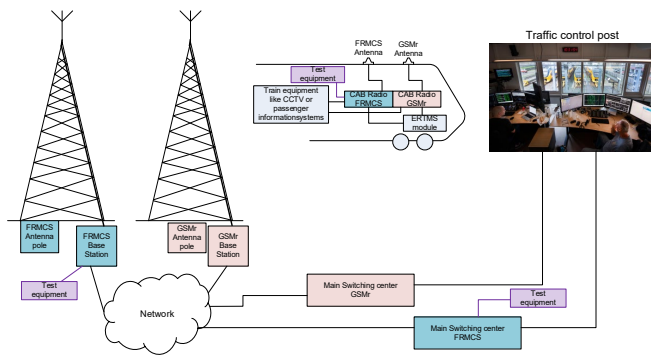 Traffic control post
FRMCS
Antenna
GSMr
Antenna
Test
equipment
Train equipment
like CCTV or
passenger
informationsystems
CAB Radio
FRMCS
CAB Radio
GSMr
ERTMS
module
FRMCS
Antenna
pole
FRMCS
Base
Station
GSMr
Antenna
pole
GSMr
Base
Station
Test
equipment
Network
Main Switching center
GSMr
Test
equipment
Main Switching center
FRMCS